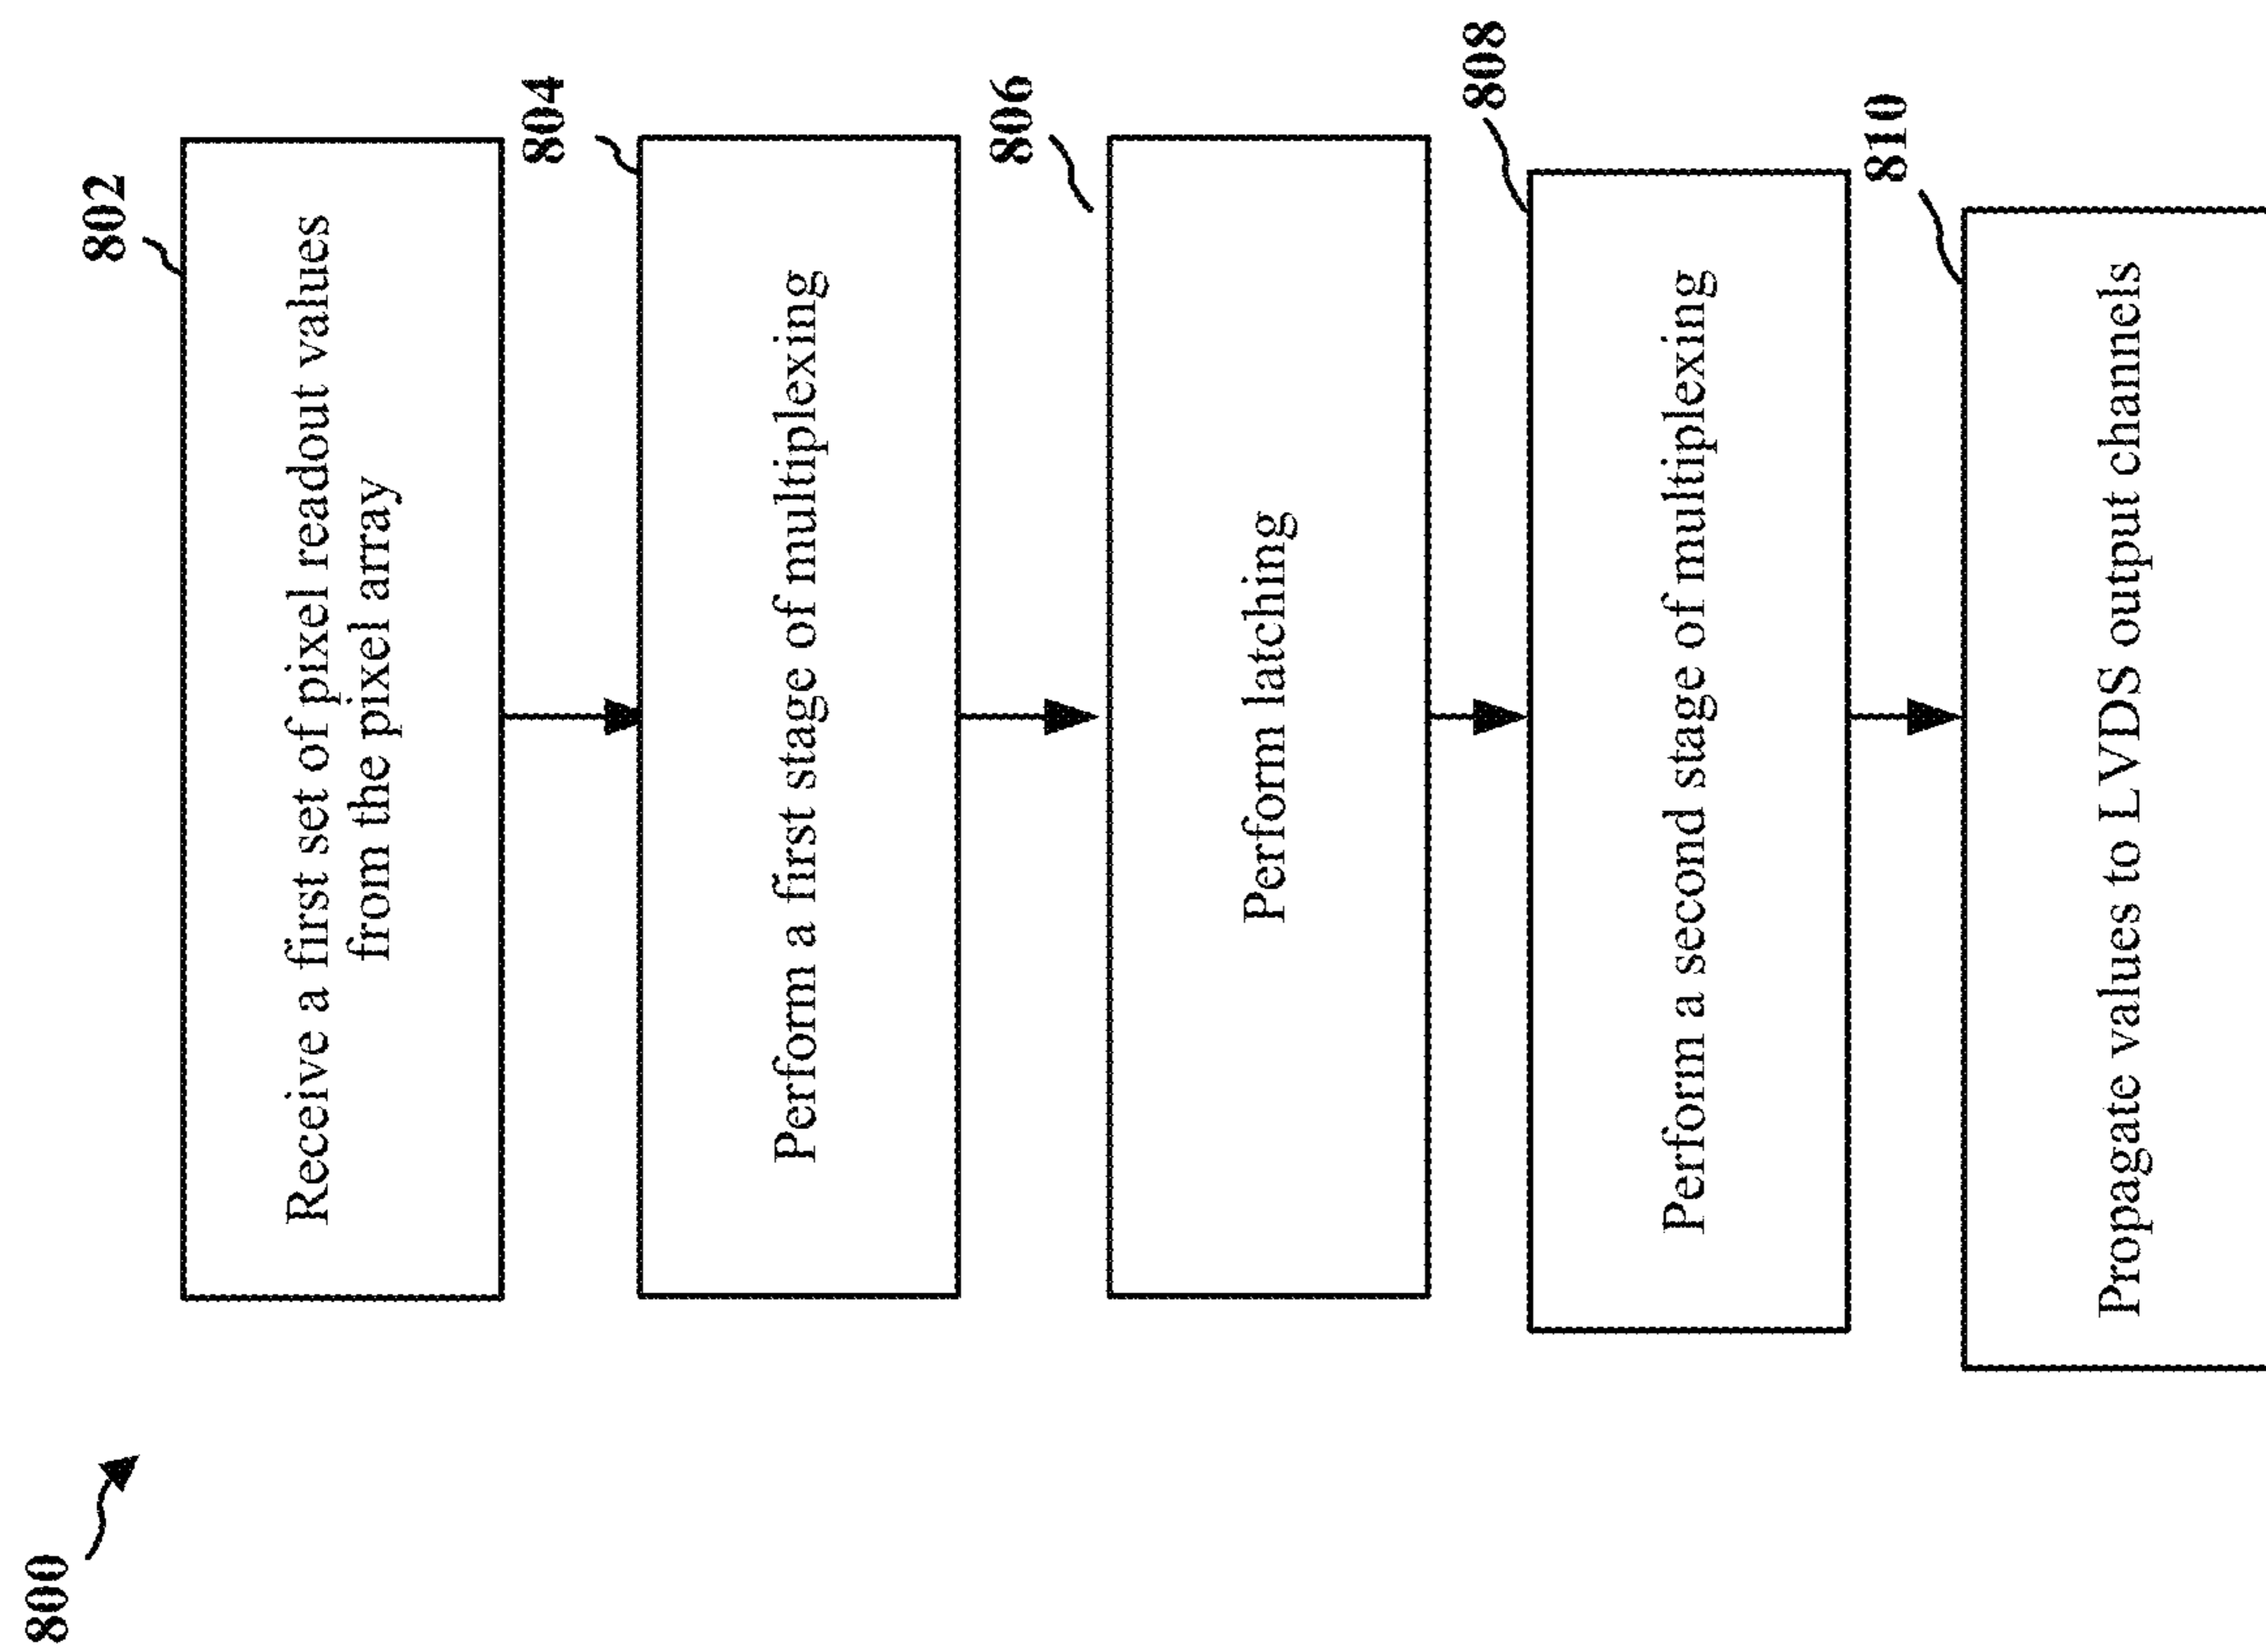 800
802
Receive a first set of pixel readout values
from the pixel array
804
Perform a first stage of multiplexing
806
Perform latching
808
Perform a second stage of multiplexing
810
Propagate values to LVDS output channels